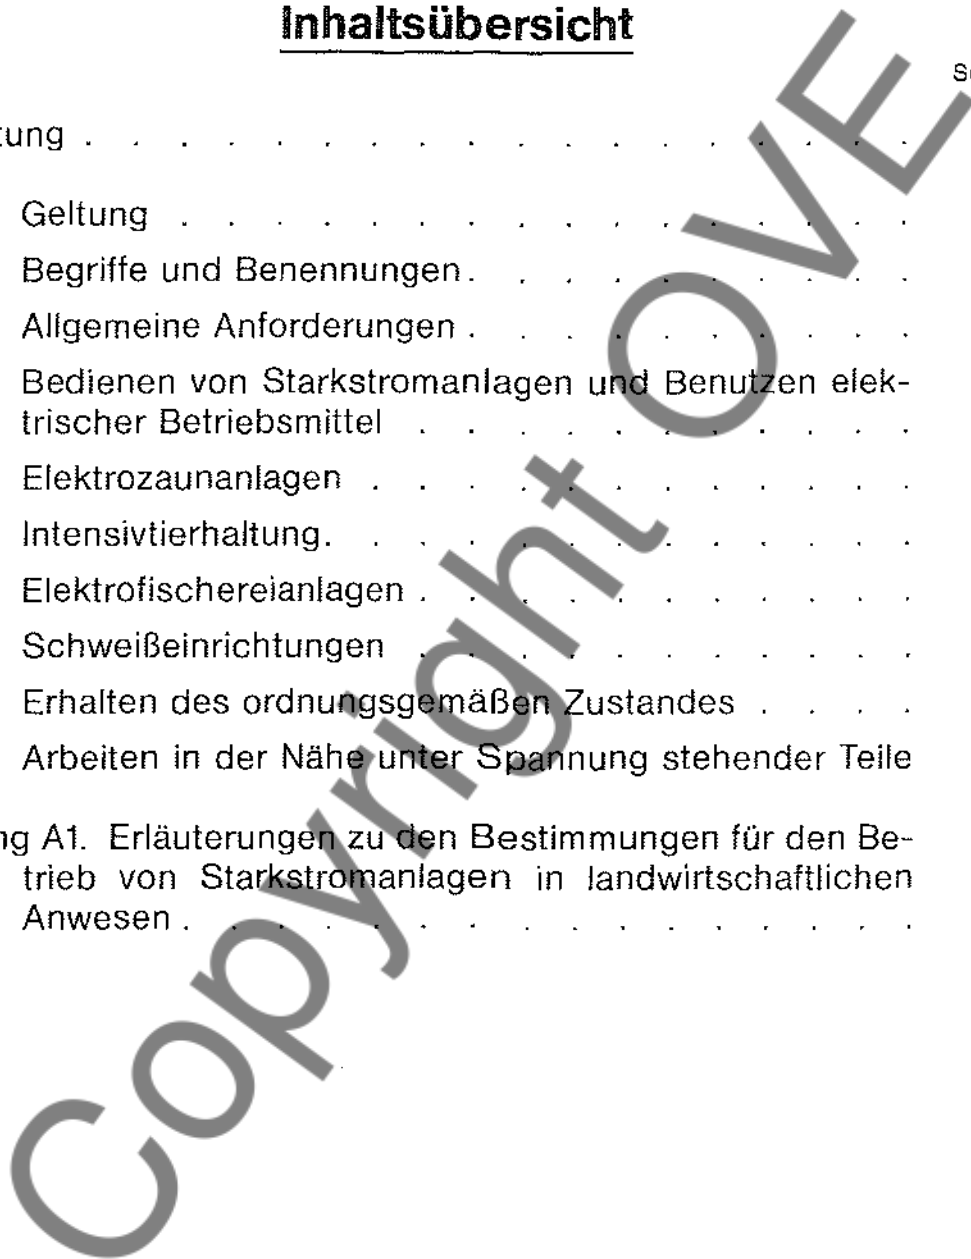 Inhaltsübersicht
tung . . . . . . . . . . . . . . . . . .
Geltung . . . . . . . . . . . . . . . .
Begriffe und Benennungen. . . . . . . . . .
Allgemeine Anforderungen . . . . . . . . . .
Bedienen von Starkstromanlagen und Benutzen elek-
trischer Betriebsmittel . . . . . . . . . . .
Elektrozaunanlagen . . . . . . . . . . . .
Intensivtierhaltung. . . . . . . . . . . . .
Elektrofischereianlagen . . . . . . . . . . .
Schweißeinrichtungen . . . . . . . . . . .
Erhalten des ordnungsgemäßen Zustandes . . . .
Arbeiten in der Nähe unter Spannung stehender Teile
ng A1. Erläuterungen zu den Bestimmungen für den Be-
trieb von Starkstromanlagen in landwirtschaftlichen
Anwesen . . . . . . . . . . . . . . . .
Copyright OVE